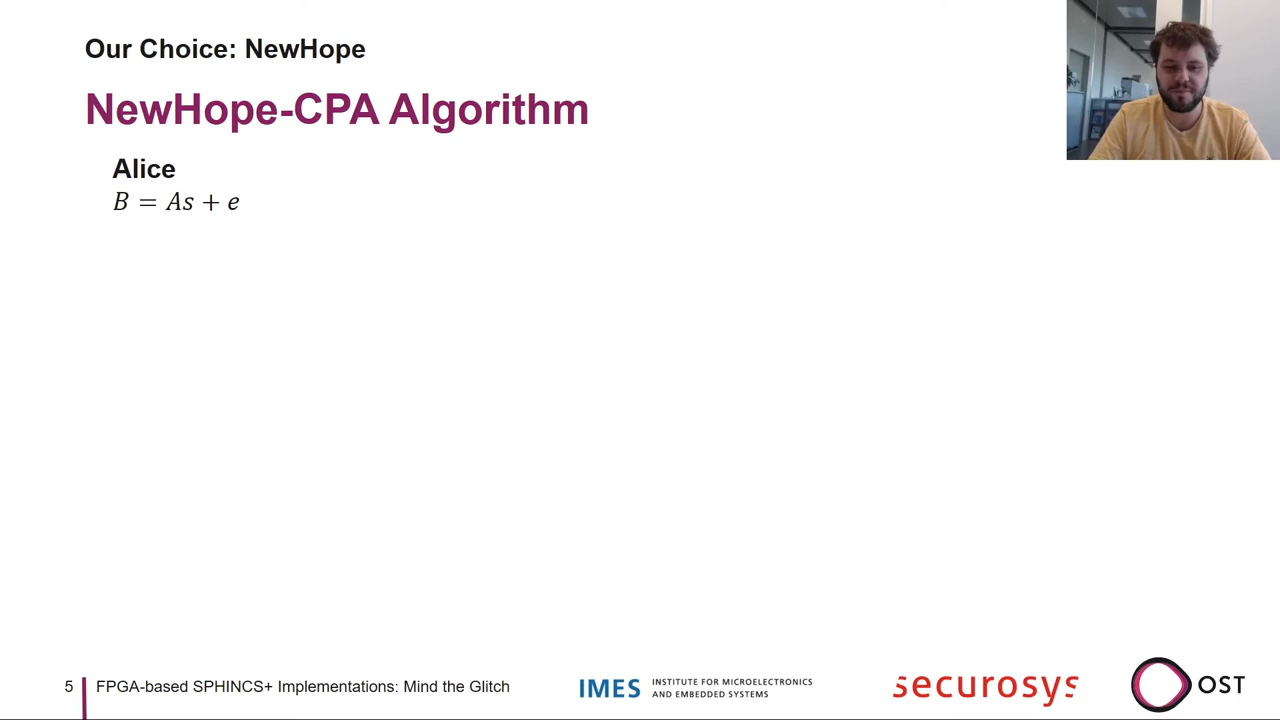 Our Choice: NewHope
NewHope-CPA Algorithm
Alice
B = As + e
5
FPGA-based SPHINCS+ Implementations: Mind the Glitch
IMES
INSTITUTE FOR MICROELECTRONICS
AND EMBEDDED SYSTEMS
securosys
OST